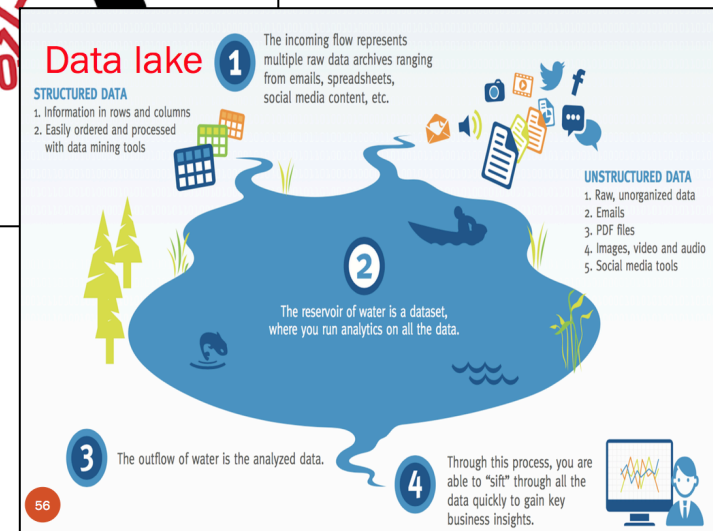 Data lake
1
The incoming flow represents
multiple raw data archives ranging
from emails, spreadsheets,
social media content, etc.
STRUCTURED DATA
1. Information in rows and columns
2. Easily ordered and processed
with data mining tools
UNSTRUCTURED DATA
1. Raw, unorganized data
2. Emails
3. PDF files
4. Images, video and audio
5. Social media tools
2
The reservoir of water is a dataset,
where you run analytics on all the data.
3
The outflow of water is the analyzed data.
4
Through this process, you are
able to “sift” through all the
data quickly to gain key
business insights.
56